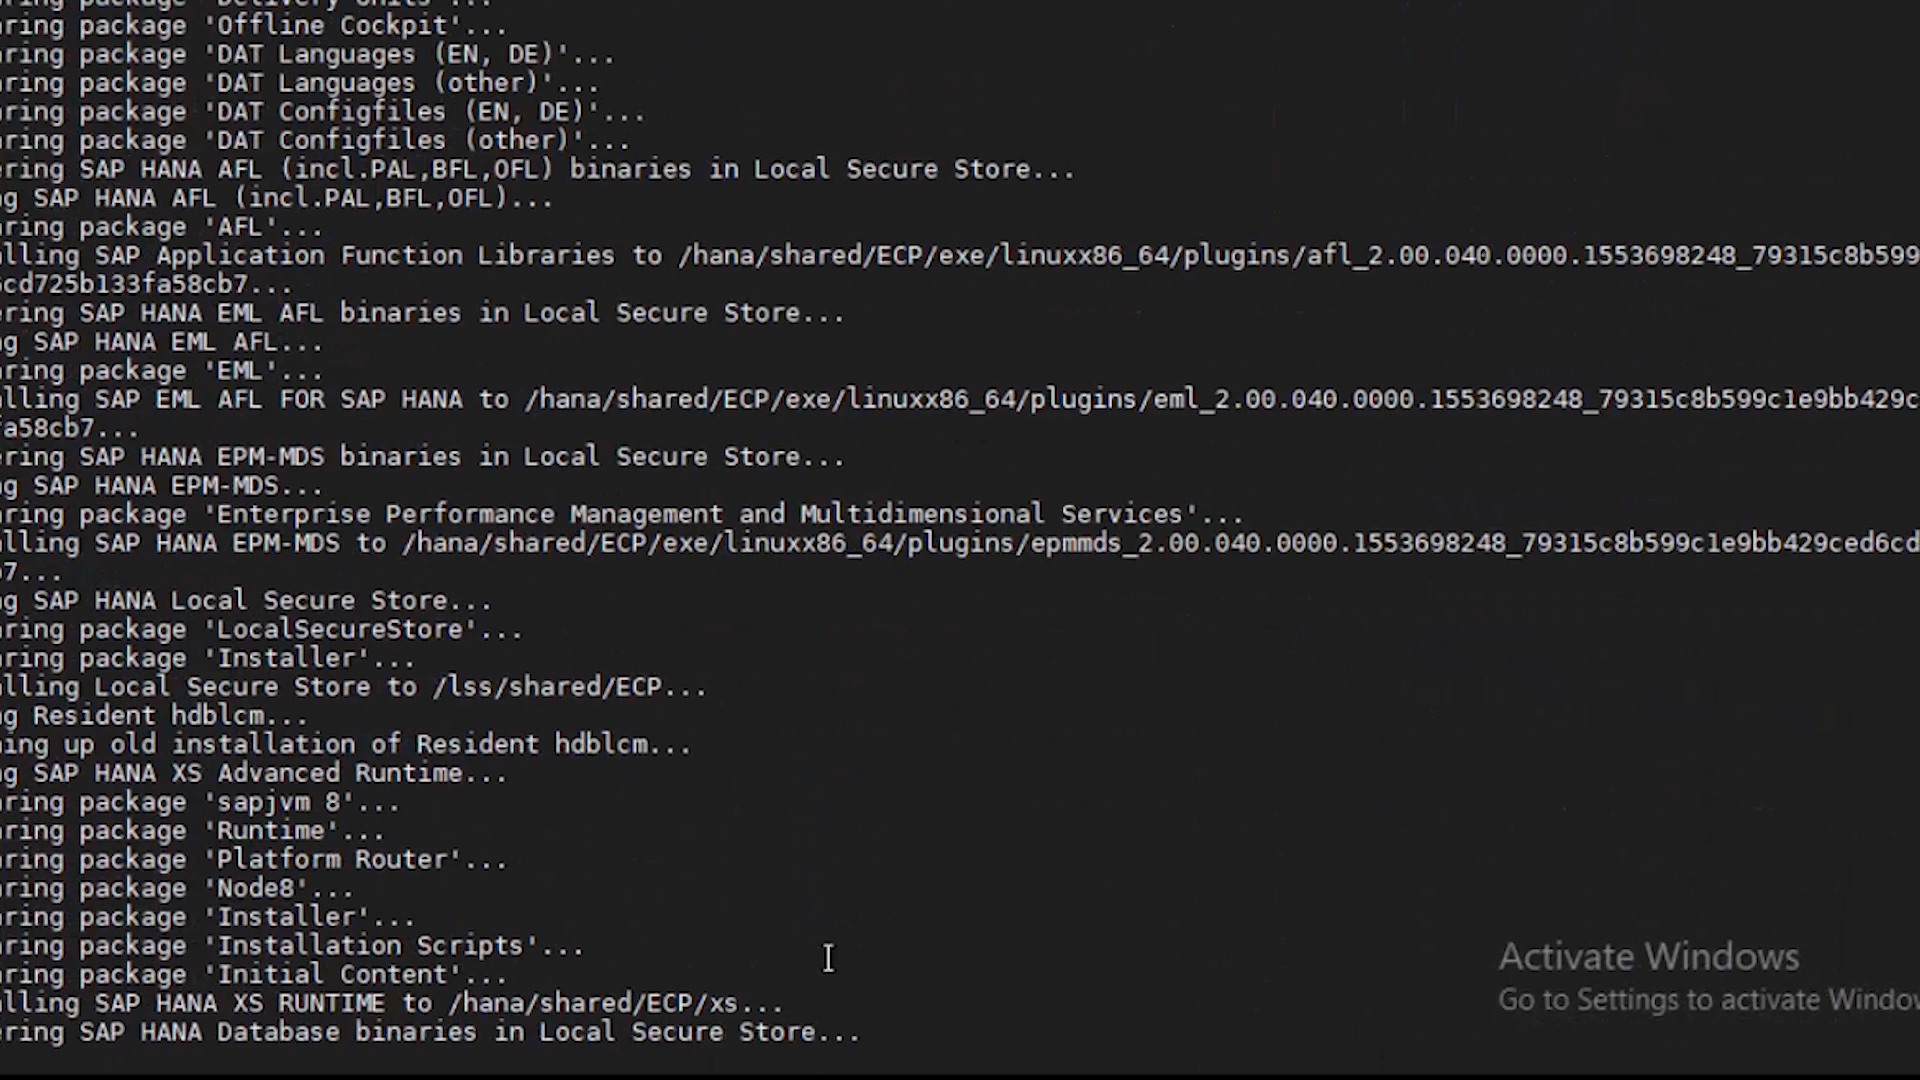 ring package 'Delivery Units'...
ring package 'Offline Cockpit'...
ring package 'DAT Languages (EN, DE)'...
ring package 'DAT Languages (other)'...
ring package 'DAT Configfiles (EN, DE)'...
ring package 'DAT Configfiles (other)'...
ering SAP HANA AFL (incl.PAL,BFL,OFL) binaries in Local Secure Store...
g SAP HANA AFL (incl.PAL,BFL,OFL)...
ring package 'AFL'...
lling SAP Application Function Libraries to /hana/shared/ECP/exe/linuxx86_64/plugins/afl_2.00.040.0000.1553698248_79315c8b599
cd725b133fa58cb7...
ering SAP HANA EML AFL binaries in Local Secure Store...
g SAP HANA EML AFL...
ring package 'EML'...
lling SAP EML AFL FOR SAP HANA to /hana/shared/ECP/exe/linuxx86_64/plugins/eml_2.00.040.0000.1553698248_79315c8b599c1e9bb429c
a58cb7...
ering SAP HANA EPM-MDS binaries in Local Secure Store...
g SAP HANA EPM-MDS...
ring package 'Enterprise Performance Management and Multidimensional Services'...
lling SAP HANA EPM-MDS to /hana/shared/ECP/exe/linuxx86_64/plugins/epmmds_2.00.040.0000.1553698248_79315c8b599c1e9bb429ced6cd
7...
g SAP HANA Local Secure Store...
ring package 'LocalSecureStore'...
ring package 'Installer'...
lling Local Secure Store to /lss/shared/ECP...
g Resident hdblcm...
ing up old installation of Resident hdblcm...
g SAP HANA XS Advanced Runtime...
ring package 'sapjvm 8'...
ring package 'Runtime'...
ring package 'Platform Router'...
ring package 'Node8'...
ring package 'Installer'...
ring package 'Installation Scripts'...
ring package 'Initial Content'...
lling SAP HANA XS RUNTIME to /hana/shared/ECP/xs...
ering SAP HANA Database binaries in Local Secure Store...
Activate Windows
Go to Settings to activate Window